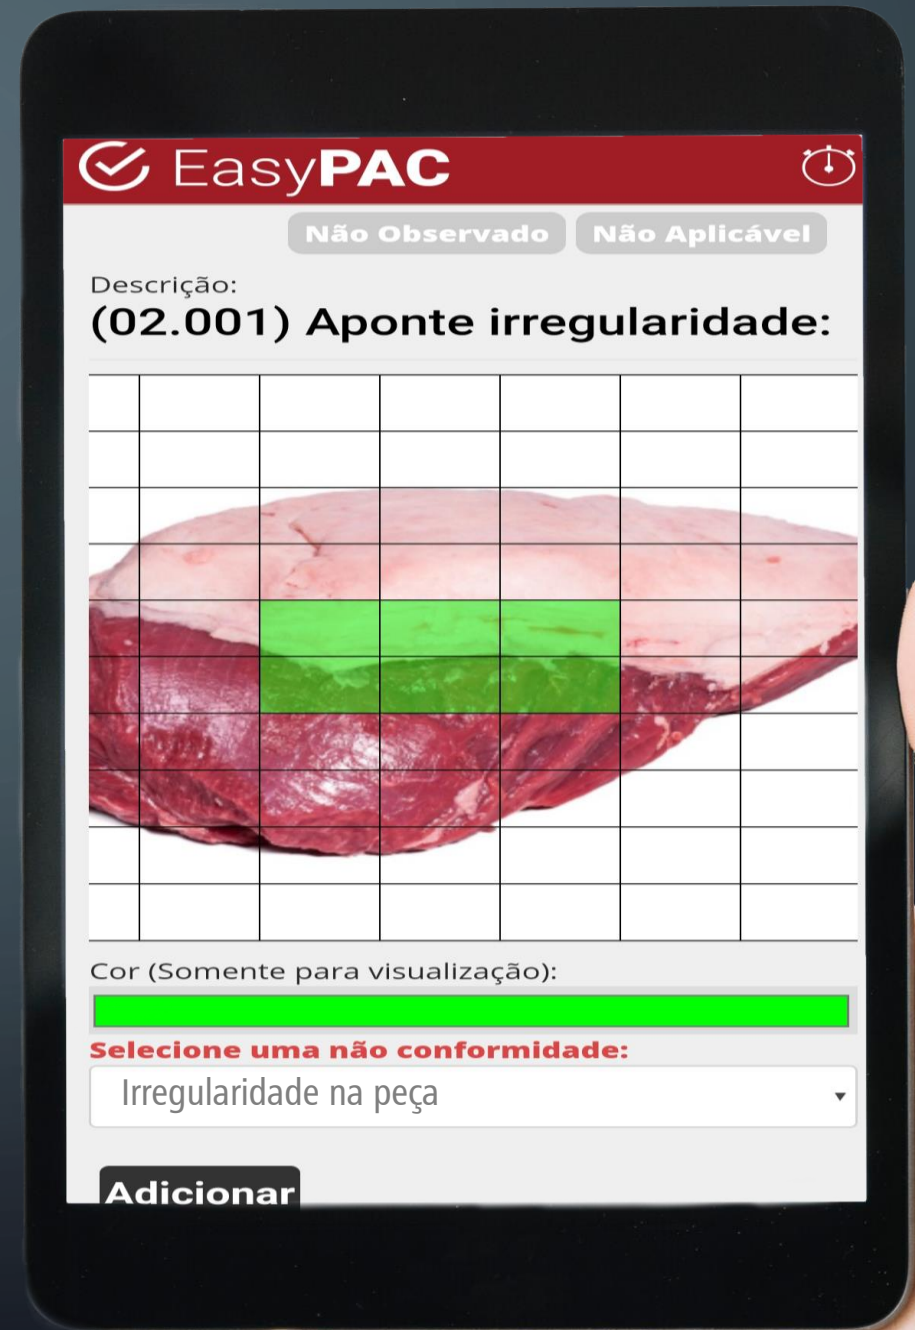 EasyPAC
Não Observado Não Aplicável
Descrição:
(02.001) Aponte irregularidade:
Cor (Somente para visualização):
Selecione uma não conformidade:
Irregularidade na peça
Adicionar